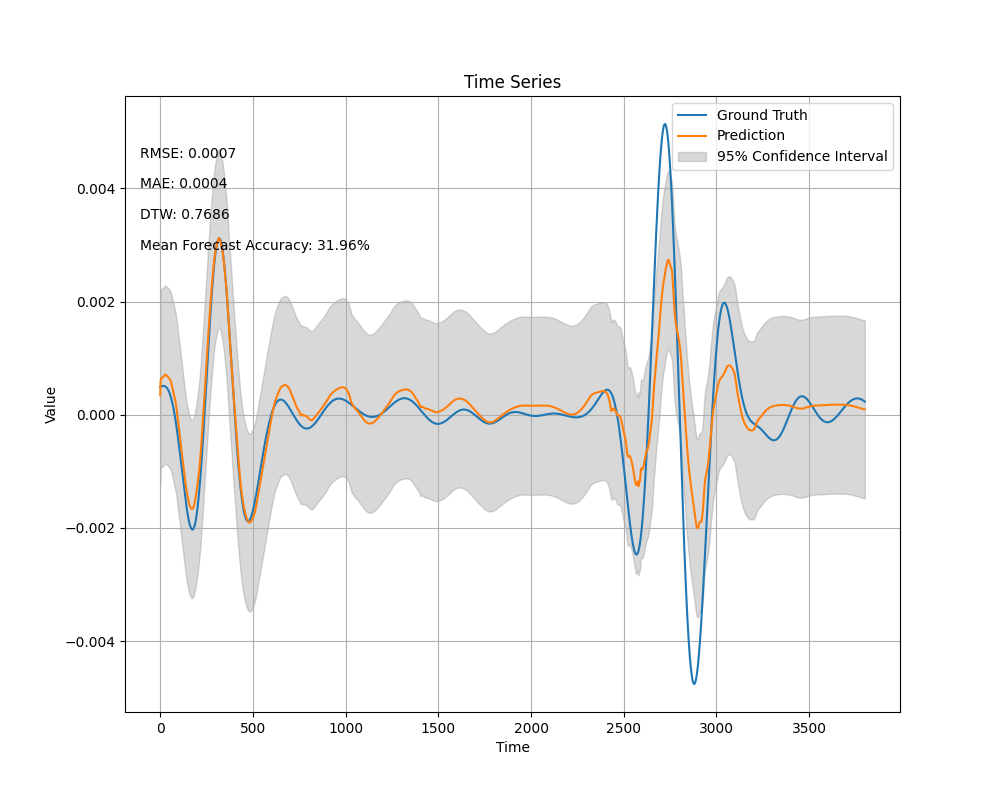 Time Series
Ground Truth
Prediction
95% Confidence Interval
RMSE: 0.0007
MAE: 0.0004
DTW: 0.7686
Mean Forecast Accuracy: 31.96%
Value
0.004
0.002
0.000
−0.002
−0.004
0 500 1000 1500 2000 2500 3000 3500
Time